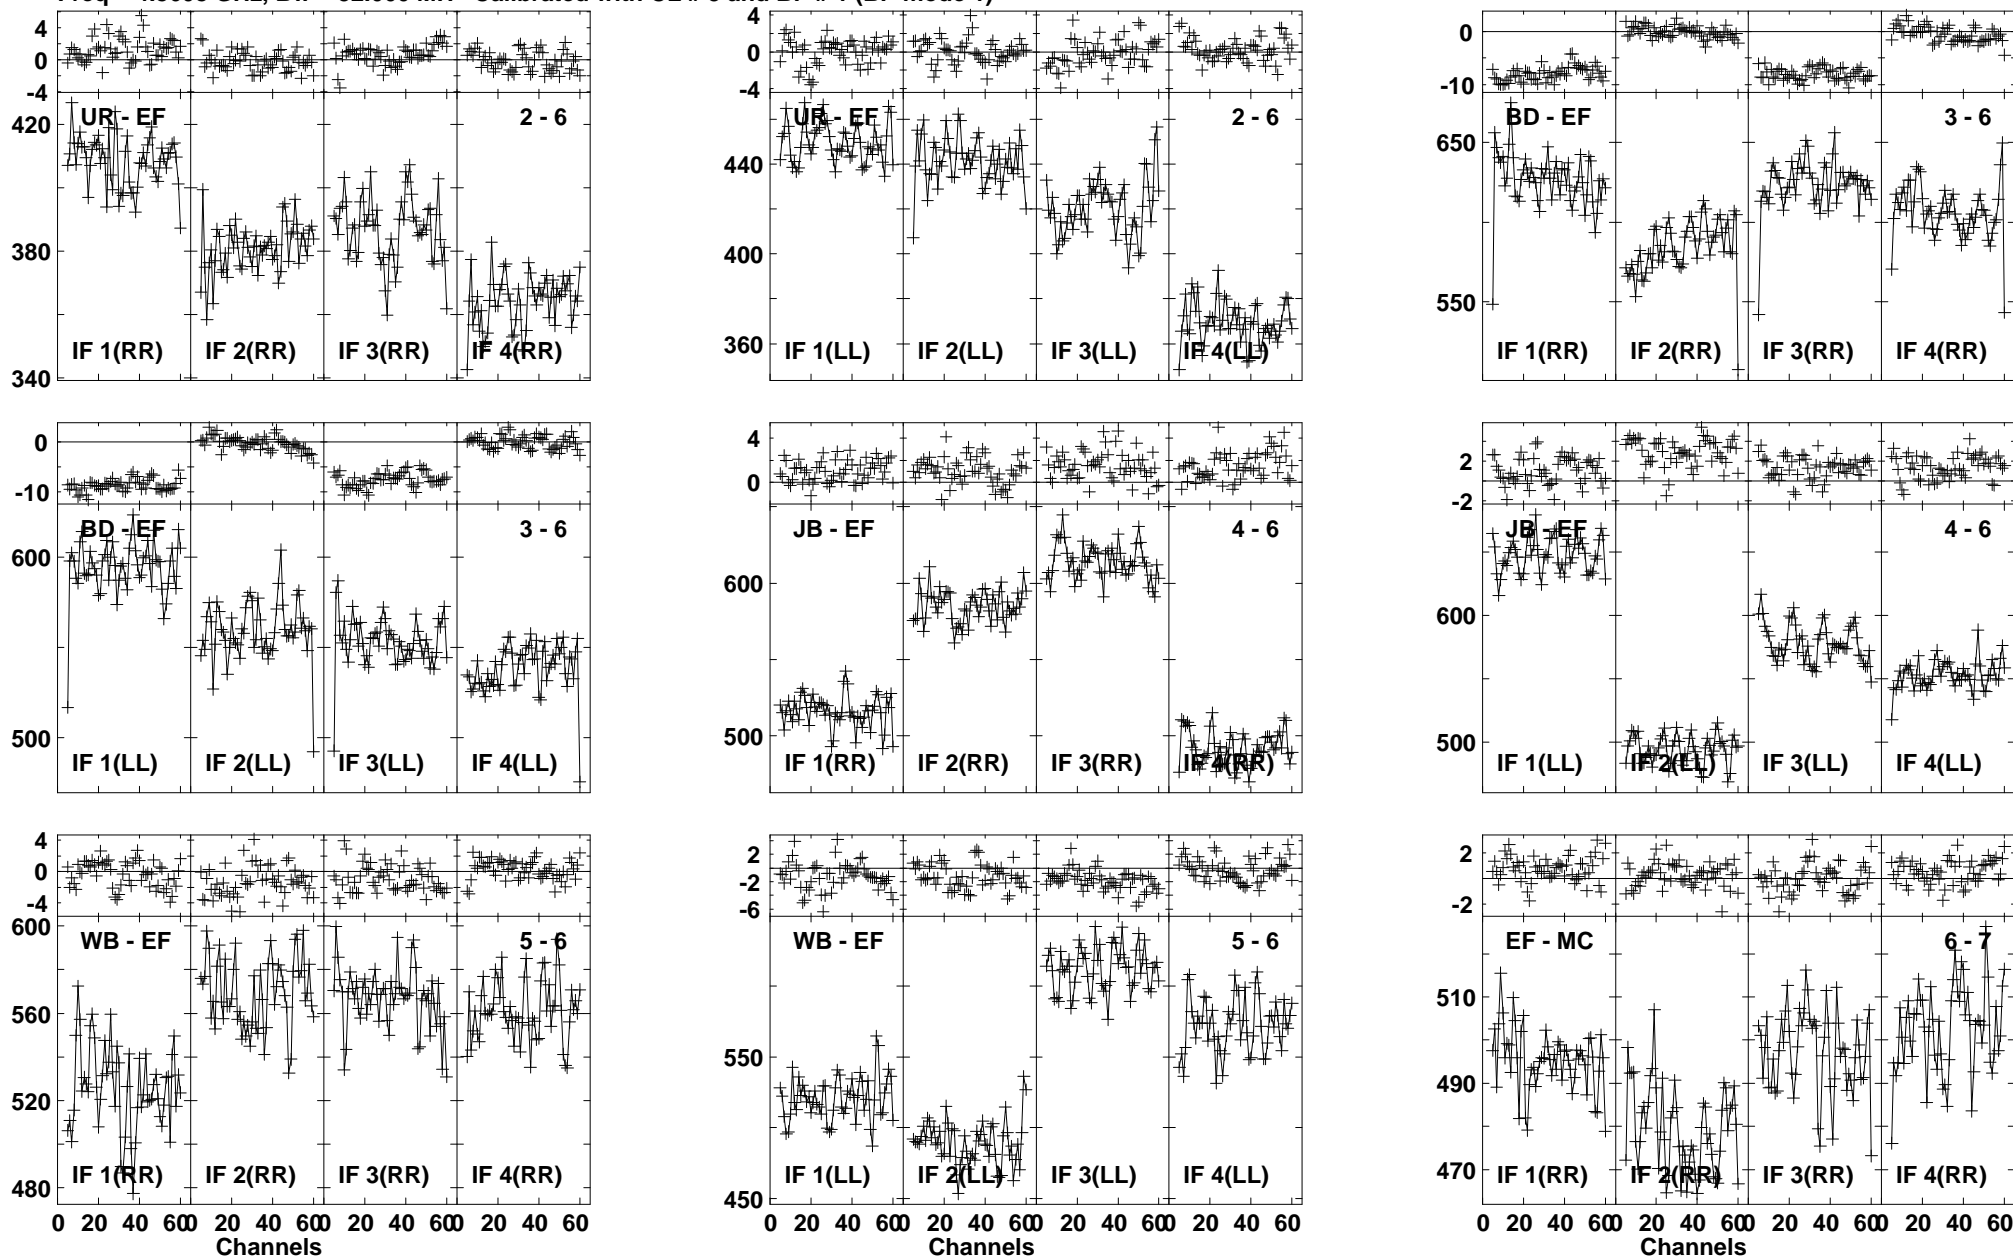 4 0 -4 4 0 -4 0 -10
420 380 340 UR - EF 2 - 6 IF 1(RR) IF 2(RR) IF 3(RR) IF 4(RR)
440 400 360 UR - EF 2 - 6 IF 1(LL) IF 2(LL) IF 3(LL) IF 4(LL)
650 550 BD - EF 3 - 6 IF 1(RR) IF 2(RR) IF 3(RR) IF 4(RR)
0 -10 4 0 2 -2
600 500 BD - EF 3 - 6 IF 1(LL) IF 2(LL) IF 3(LL) IF 4(LL)
600 500 JB - EF 4 - 6 IF 1(RR) IF 2(RR) IF 3(RR) IF 4(RR)
600 500 JB - EF 4 - 6 IF 1(LL) IF 2(LL) IF 3(LL) IF 4(LL)
4 0 -4 2 -2 -6 2 -2
600 560 520 480 WB - EF 5 - 6 IF 1(RR) IF 2(RR) IF 3(RR) IF 4(RR)
550 450 WB - EF 5 - 6 IF 1(LL) IF 2(LL) IF 3(LL) IF 4(LL)
510 490 470 EF - MC 6 - 7 IF 1(RR) IF 2(RR) IF 3(RR) IF 4(RR)
0 20 40 60 0 20 40 60 0 20 40 60 0 20 40 60
0 20 40 60 0 20 40 60 0 20 40 60 0 20 40 60
0 20 40 60 0 20 40 60 0 20 40 60 0 20 40 60
Channels Channels Channels